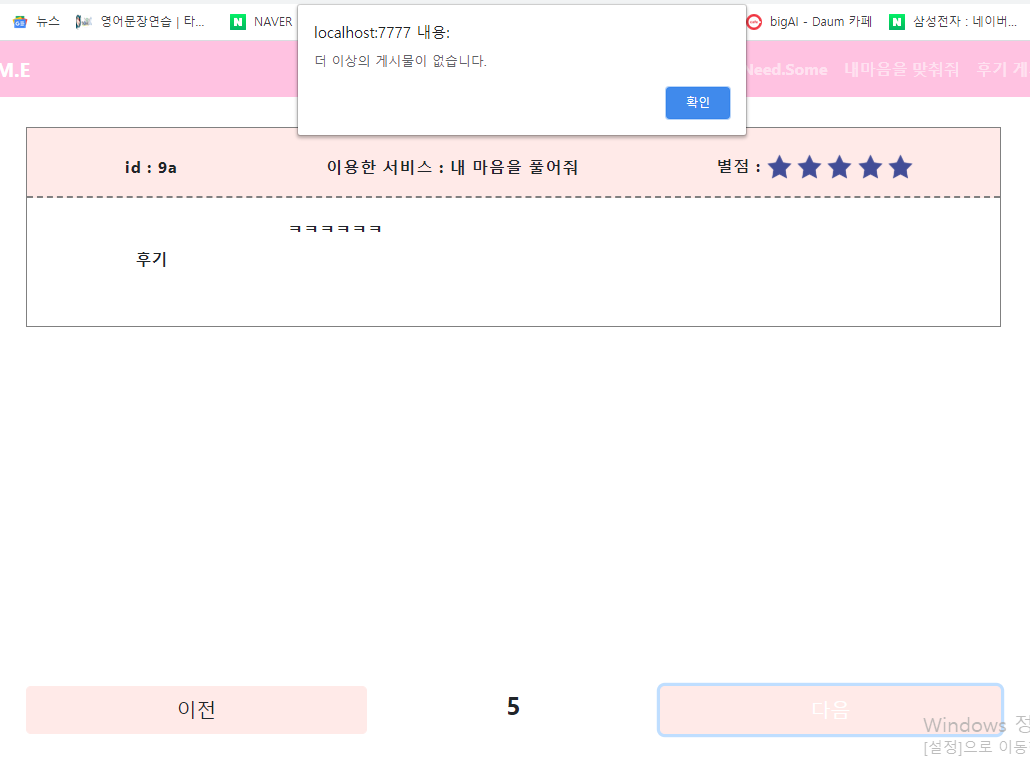 뉴스 영어문장연습 | 타... NAVER bigAI - Daum 카페 삼성전자 : 네이버...
localhost:7777 내용:
더 이상의 게시물이 없습니다.
확인
M.E Need.Some 내마음을 맞춰줘 후기 게
id : 9a 이용한 서비스 : 내 마음을 풀어줘 별점 :
ㅋㅋㅋㅋㅋㅋ
후기
이전 5 다음
Windows 정
[설정]으로 이동